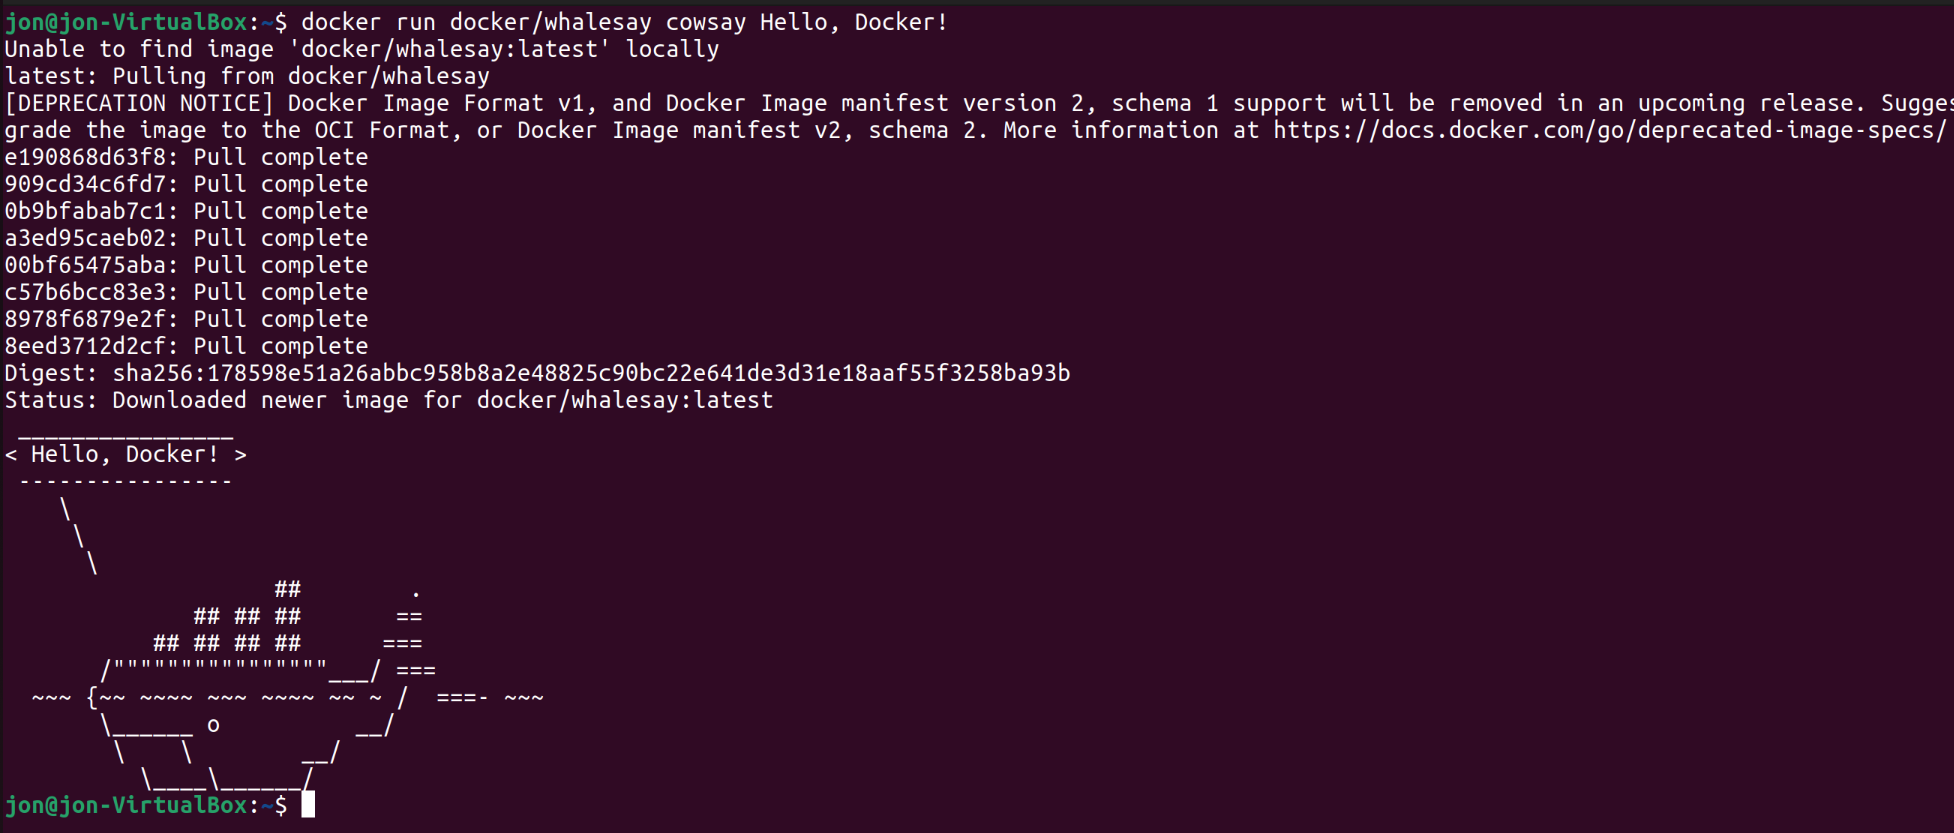 jon@jon-VirtualBox:~$ docker run docker/whalesay cowsay Hello, Docker!
Unable to find image 'docker/whalesay:latest' locally
latest: Pulling from docker/whalesay
[DEPRECATION NOTICE] Docker Image Format v1, and Docker Image manifest version 2, schema 1 support will be removed in an upcoming release. Sugges
grade the image to the OCI Format, or Docker Image manifest v2, schema 2. More information at https://docs.docker.com/go/deprecated-image-specs/
e190868d63f8: Pull complete
909cd34c6fd7: Pull complete
0b9bfabab7c1: Pull complete
a3ed95caeb02: Pull complete
00bf65475aba: Pull complete
c57b6bcc83e3: Pull complete
8978f6879e2f: Pull complete
8eed3712d2cf: Pull complete
Digest: sha256:178598e51a26abbc958b8a2e48825c90bc22e641de3d31e18aaf55f3258ba93b
Status: Downloaded newer image for docker/whalesay:latest
 ________________
< Hello, Docker! >
 ----------------
    \
     \
      \
                    ##        .
              ## ## ##       ==
           ## ## ## ##      ===
       /""""""""""""""""___/ ===
  ~~~ {~~ ~~~~ ~~~ ~~~~ ~~ ~ /  ===- ~~~
       \______ o          __/
        \    \        __/
          \____\______/
jon@jon-VirtualBox:~$